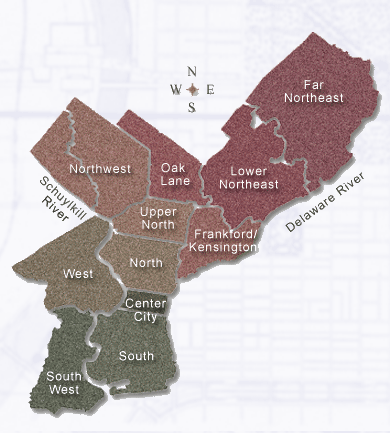 N
W E
S
Far
Northeast
Northwest
Oak
Lane
Lower
Northeast
Schuylkill
River
Delaware River
Upper
North
Frankford/
Kensington
West
North
Center
City
South
South
West